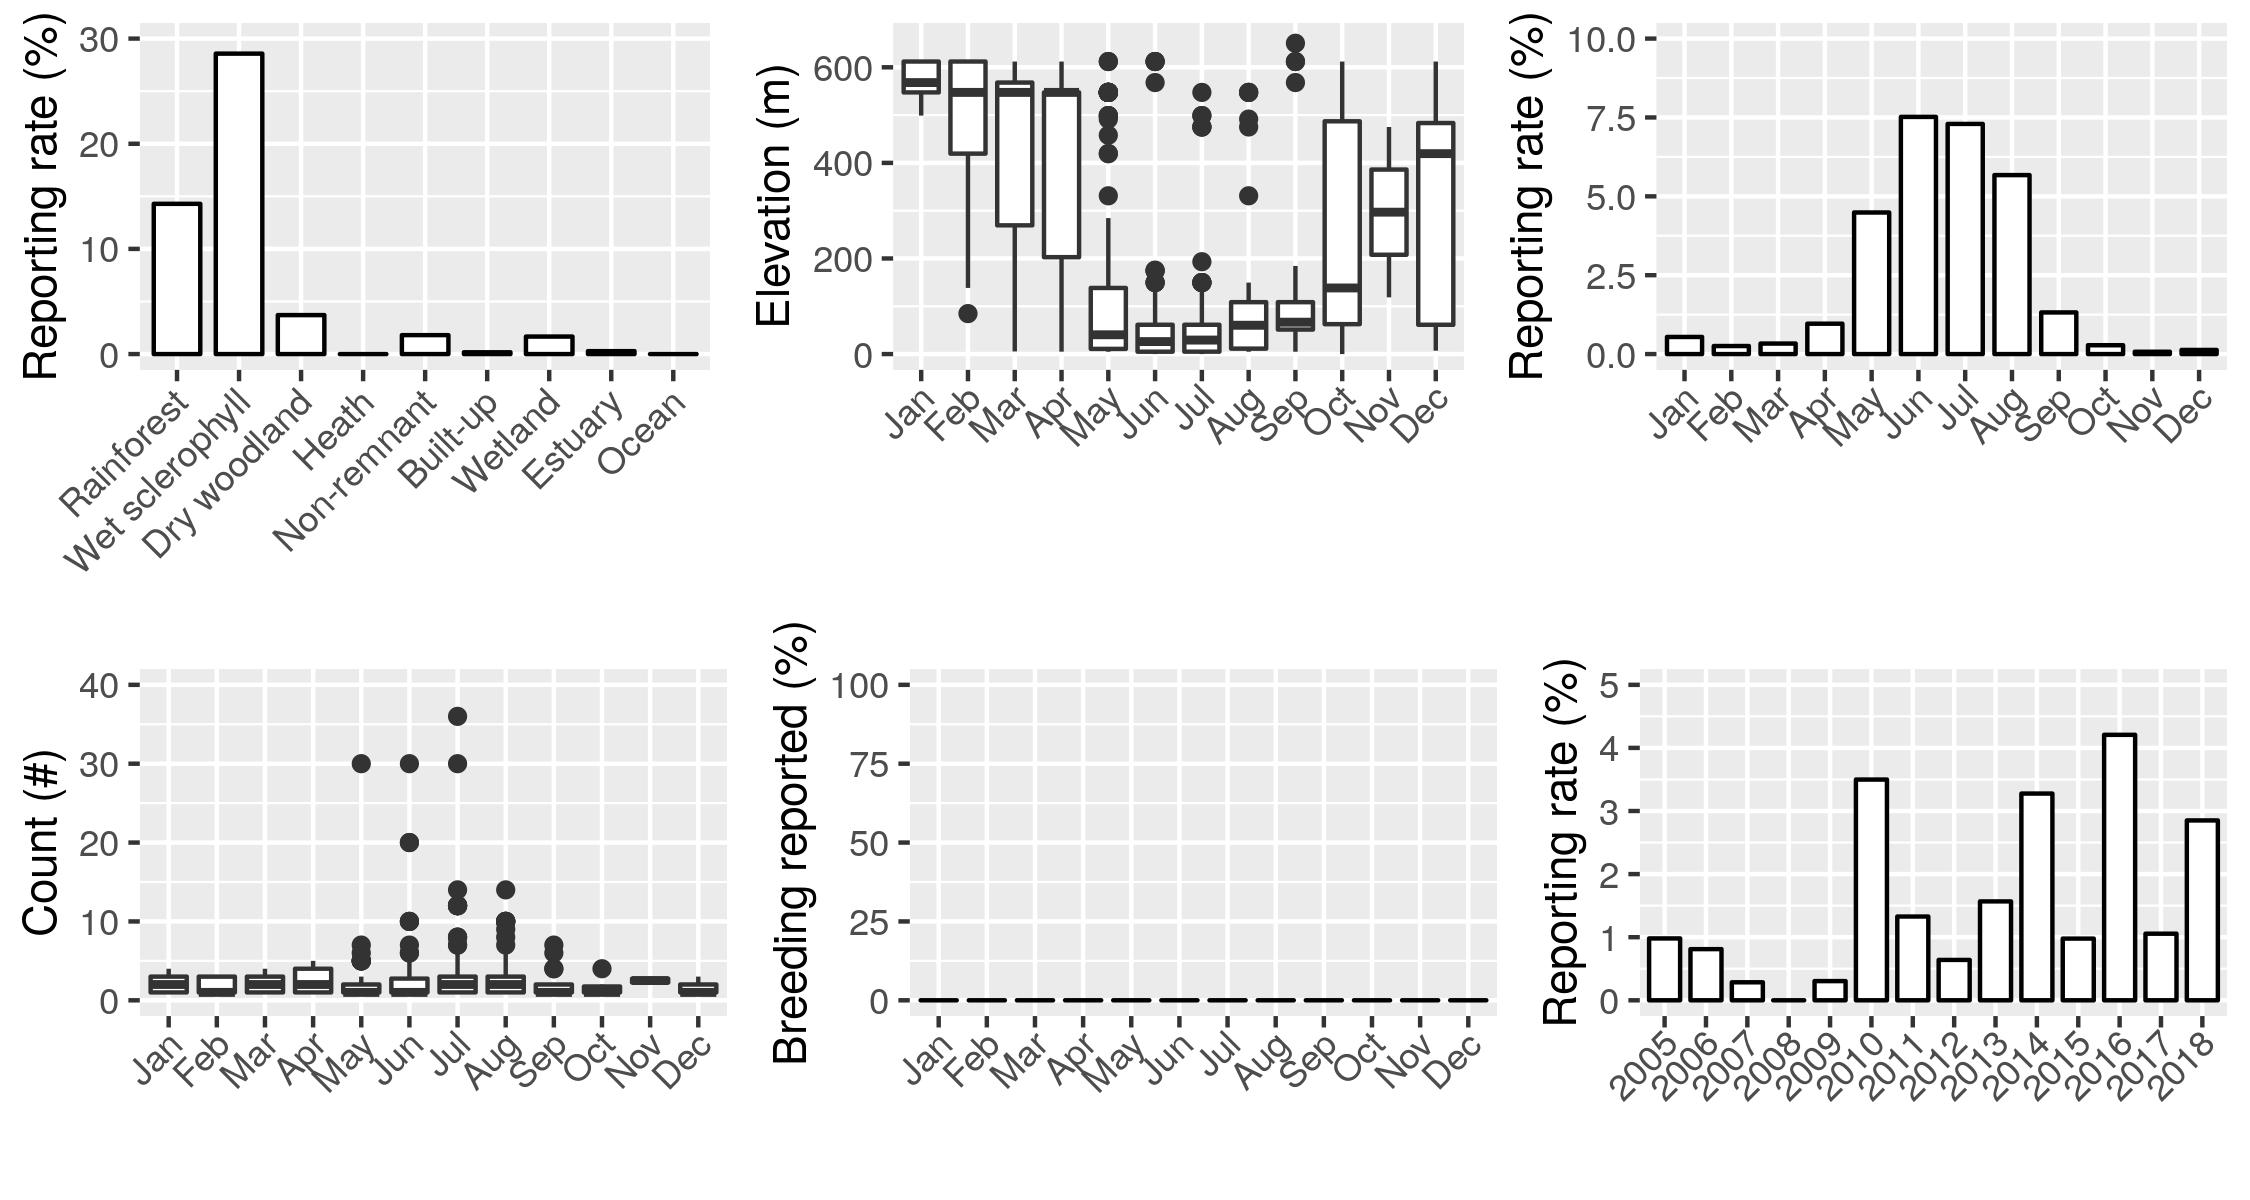 Reporting rate (%)
30
20
10
0
Rainforest
Wet sclerophyll
Dry woodland
Heath
Non-remnant
Built-up
Wetland
Estuary
Ocean
Elevation (m)
600
400
200
0
Jan
Feb
Mar
Apr
May
Jun
Jul
Aug
Sep
Oct
Nov
Dec
Reporting rate (%)
10.0
7.5
5.0
2.5
0.0
Jan
Feb
Mar
Apr
May
Jun
Jul
Aug
Sep
Oct
Nov
Dec
Count (#)
40
30
20
10
0
Jan
Feb
Mar
Apr
May
Jun
Jul
Aug
Sep
Oct
Nov
Dec
Breeding reported (%)
100
75
50
25
0
Jan
Feb
Mar
Apr
May
Jun
Jul
Aug
Sep
Oct
Nov
Dec
Reporting rate (%)
5
4
3
2
1
0
2005
2006
2007
2008
2009
2010
2011
2012
2013
2014
2015
2016
2017
2018